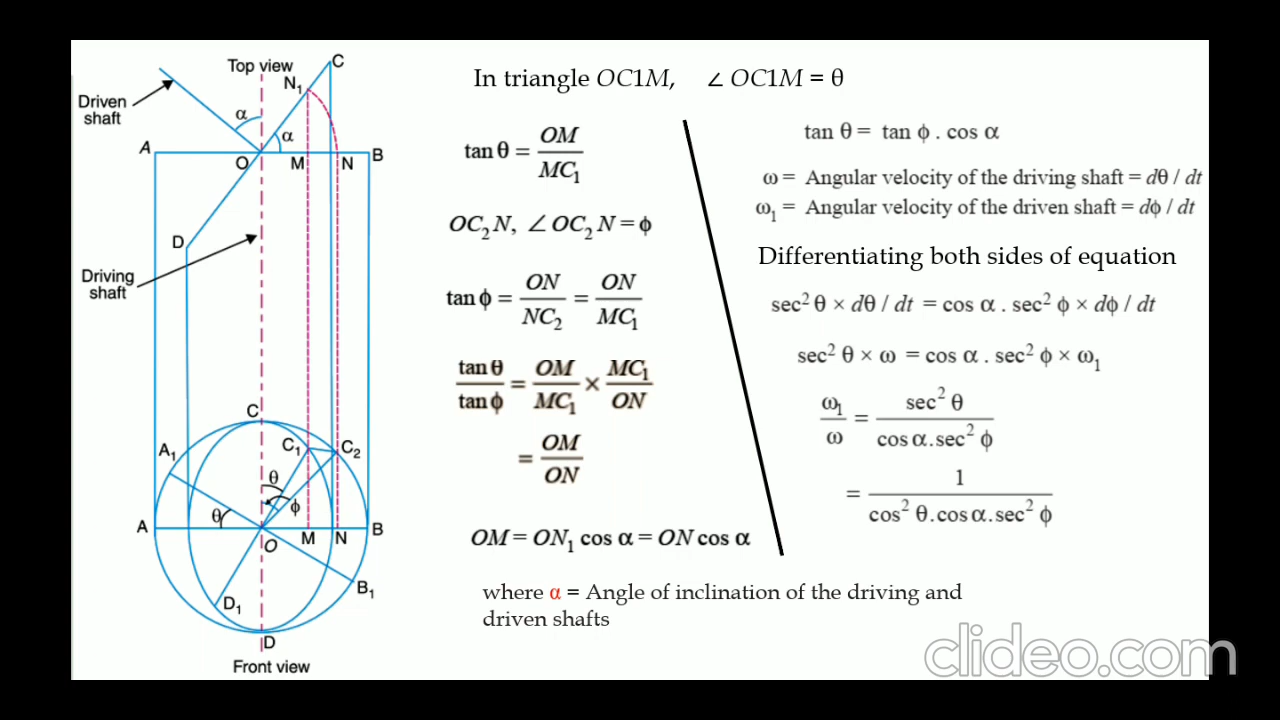 Top view
C
N₁
Driven
shaft
α
α
A
O
M
N
B
D
Driving
shaft
C
A₁
C₁
C₂
θ
θ
ϕ
A
O
M
N
B
D₁
B₁
D
Front view
In triangle OC1M, ∠ OC1M = θ
tan θ = OM / MC₁
OC₂N, ∠ OC₂N = ϕ
tan ϕ = ON / NC₂ = ON / MC₁
tan θ / tan ϕ = OM / MC₁ × MC₁ / ON
= OM / ON
OM = ON₁ cos α = ON cos α
where α = Angle of inclination of the driving and
driven shafts
tan θ = tan ϕ . cos α
ω = Angular velocity of the driving shaft = dθ / dt
ω₁ = Angular velocity of the driven shaft = dϕ / dt
Differentiating both sides of equation
sec² θ × dθ / dt = cos α . sec² ϕ × dϕ / dt
sec² θ × ω = cos α . sec² ϕ × ω₁
ω₁ / ω = sec² θ / cos α.sec² ϕ
= 1 / cos² θ.cos α.sec² ϕ
clideo.com